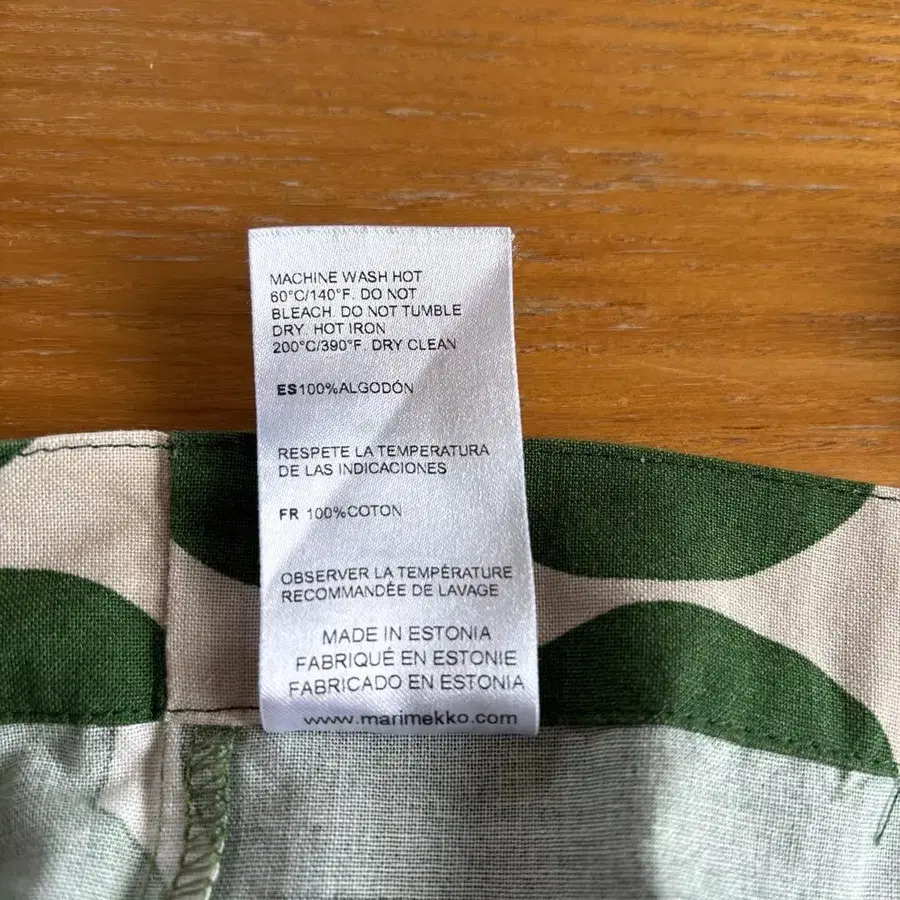 MACHINE WASH HOT
60°C/140°F. DO NOT
BLEACH. DO NOT TUMBLE
DRY. HOT IRON
200°C/390°F. DRY CLEAN
ES 100%ALGODÓN
RESPETE LA TEMPERATURA
DE LAS INDICACIONES
FR 100%COTON
OBSERVER LA TEMPÉRATURE
RECOMMANDÉE DE LAVAGE
MADE IN ESTONIA
FABRIQUÉ EN ESTONIE
FABRICADO EN ESTONIA
www.marimekko.com